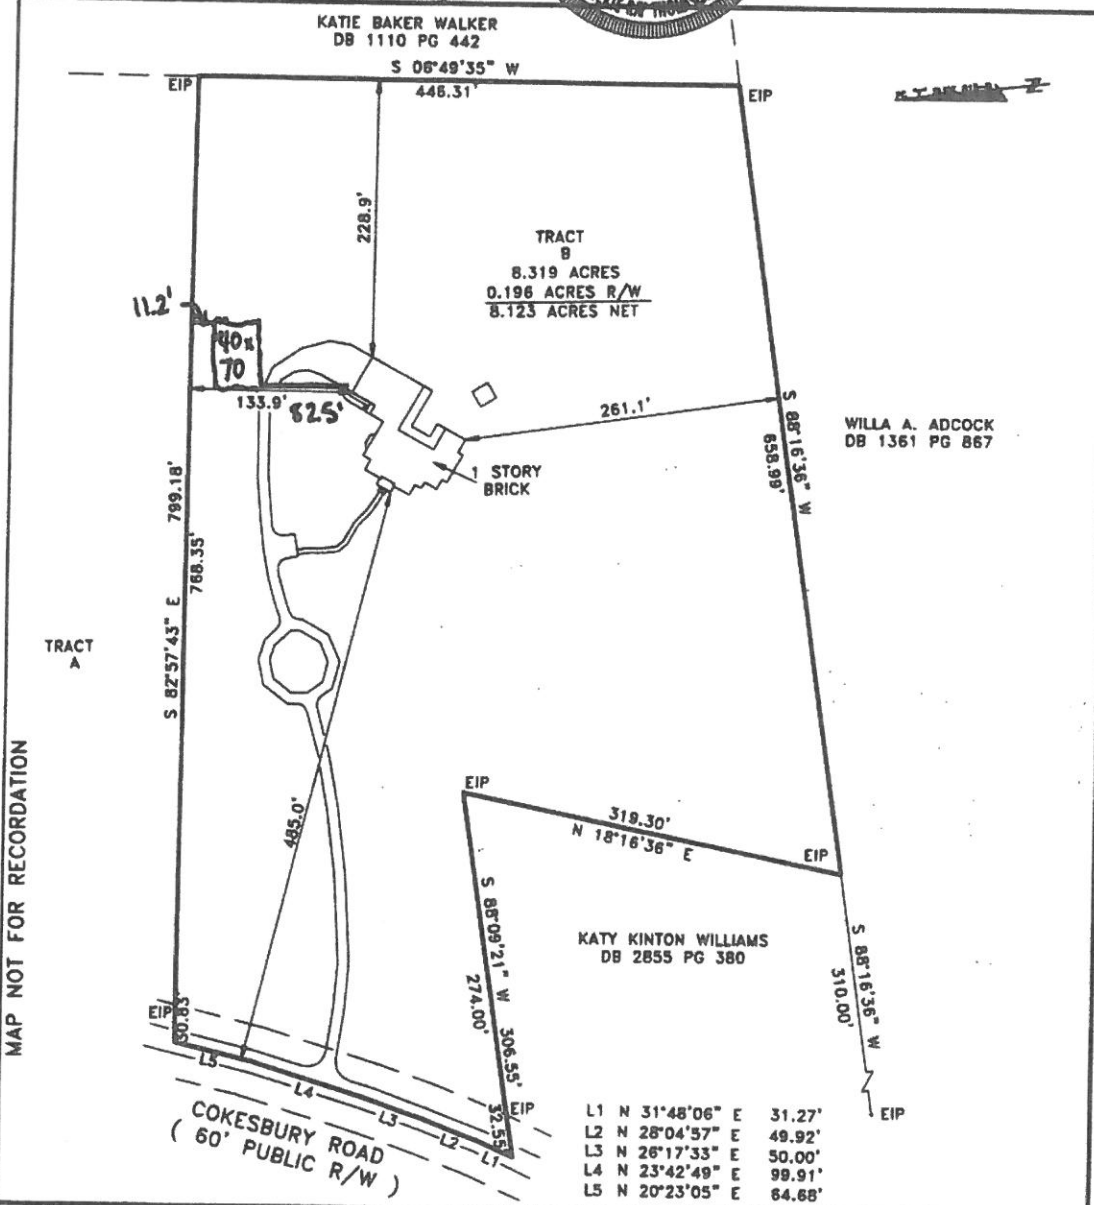 KATIE BAKER WALKER
DB 1110 PG 442
S 06°49'35" W
446.31'
EIP
EIP
N
228.9'
TRACT
B
8.319 ACRES
0.196 ACRES R/W
8.123 ACRES NET
11.2'
40x
70
133.9'
82.5'
261.1'
1 STORY
BRICK
S 88°16'36" W
658.99'
WILLA A. ADCOCK
DB 1361 PG 867
799.18'
768.35'
S 82°57'43" E
TRACT
A
MAP NOT FOR RECORDATION
485.0'
EIP
319.30'
N 18°16'36" E
EIP
S 88°09'21" W 306.55'
274.00'
KATY KINTON WILLIAMS
DB 2855 PG 380
S 88°16'36" W
310.00'
EIP
EIP
30.83'
L5
L4
L3
L2
L1
32.55'
EIP
COKESBURY ROAD
( 60' PUBLIC R/W )
L1 N 31°48'06" E 31.27'
L2 N 28°04'57" E 49.92'
L3 N 26°17'33" E 50.00'
L4 N 23°42'49" E 99.91'
L5 N 20°23'05" E 64.68'